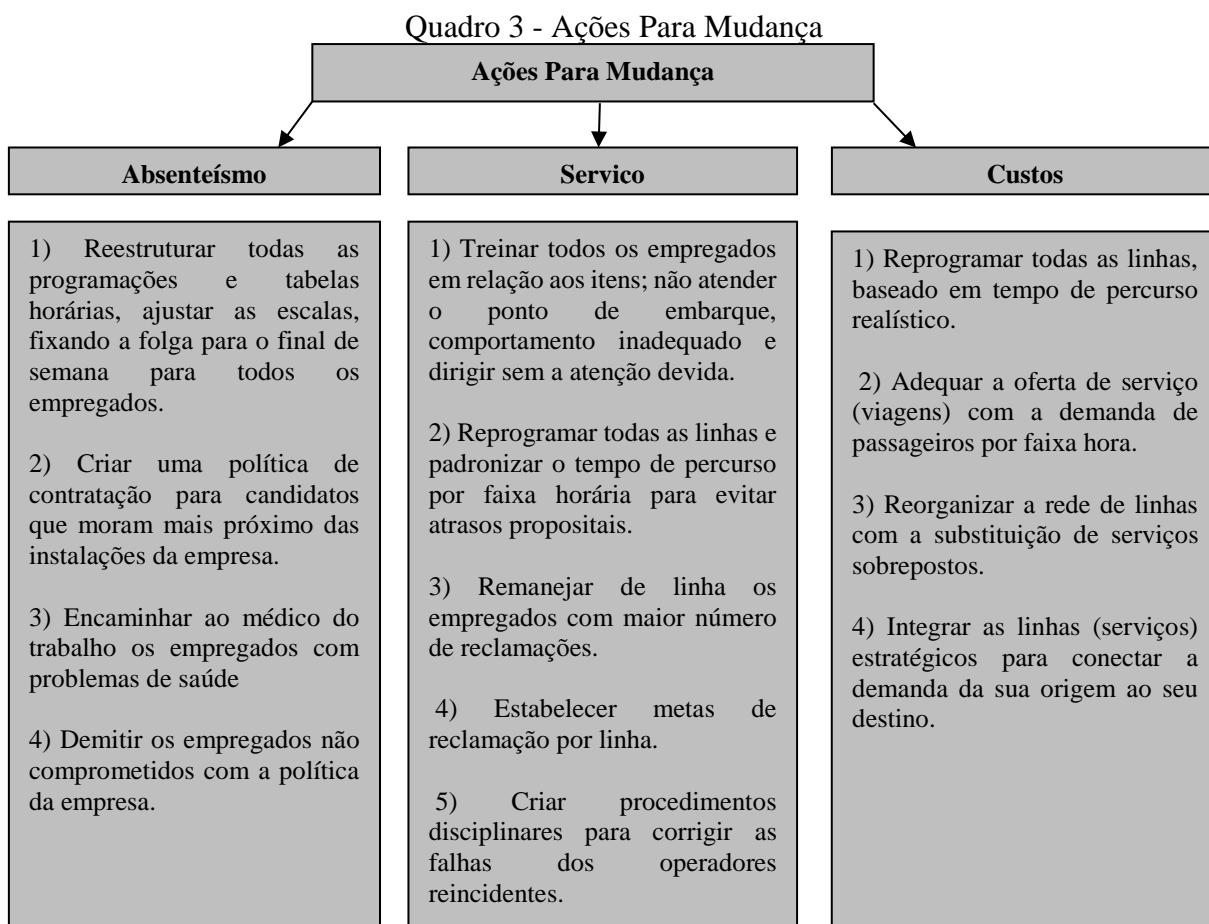 Quadro 3 - Ações Para Mudança
Ações Para Mudança
Absenteísmo
Servico
Custos
1) Reestruturar todas as
programações e tabelas
horárias, ajustar as escalas,
fixando a folga para o final de
semana para todos os
empregados.
2) Criar uma política de
contratação para candidatos
que moram mais próximo das
instalações da empresa.
3) Encaminhar ao médico do
trabalho os empregados com
problemas de saúde
4) Demitir os empregados não
comprometidos com a política
da empresa.
1) Treinar todos os empregados
em relação aos itens; não atender
o ponto de embarque,
comportamento inadequado e
dirigir sem a atenção devida.
2) Reprogramar todas as linhas e
padronizar o tempo de percurso
por faixa horária para evitar
atrasos propositais.
3) Remanejar de linha os
empregados com maior número
de reclamações.
4) Estabelecer metas de
reclamação por linha.
5) Criar procedimentos
disciplinares para corrigir as
falhas dos operadores
reincidentes.
1) Reprogramar todas as linhas,
baseado em tempo de percurso
realístico.
2) Adequar a oferta de serviço
(viagens) com a demanda de
passageiros por faixa hora.
3) Reorganizar a rede de linhas
com a substituição de serviços
sobrepostos.
4) Integrar as linhas (serviços)
estratégicos para conectar a
demanda da sua origem ao seu
destino.